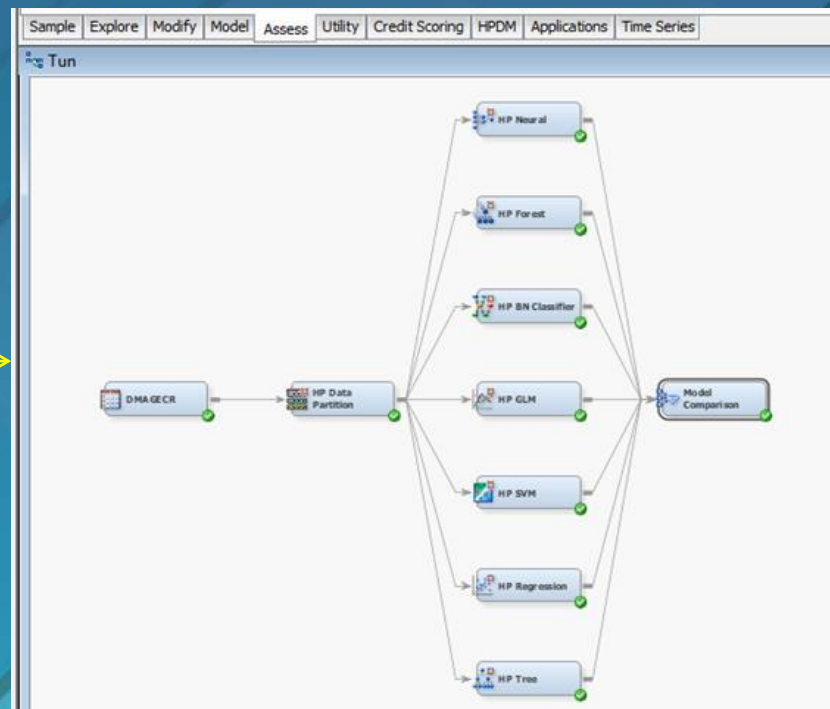 Sample Explore Modify Model Assess Utility Credit Scoring HPDM Applications Time Series
Tun
HP Neural
HP Forest
HP BN Classifier
DMAGECR
HP Data
Partition
HP GLM
Model
Comparison
HP SVM
HP Regression
HP Tree